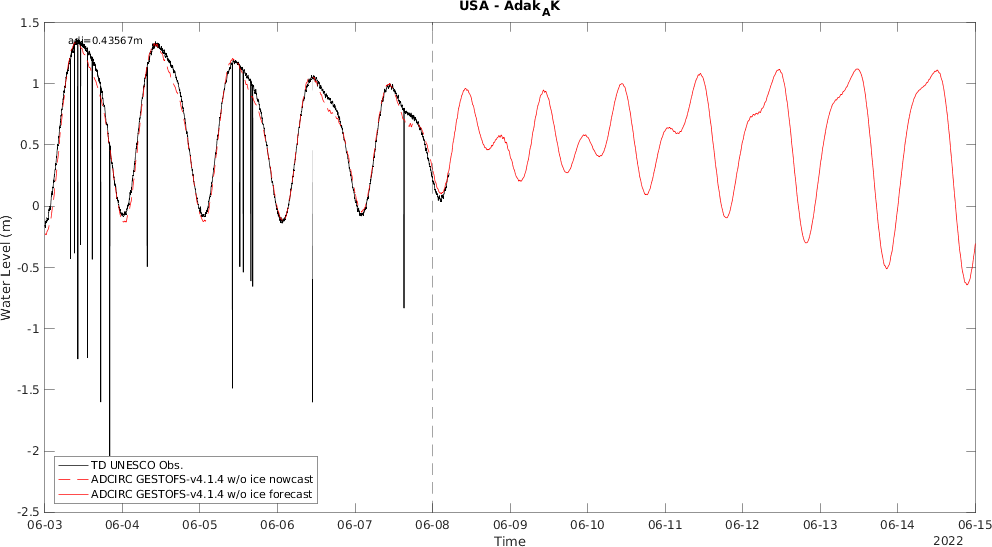 USA - Adak_AK
adj=0.43567m
1.5
1
0.5
0
-0.5
-1
-1.5
-2
-2.5
Water Level (m)
TD UNESCO Obs.
ADCIRC GESTOFS-v4.1.4 w/o ice nowcast
ADCIRC GESTOFS-v4.1.4 w/o ice forecast
06-03 06-04 06-05 06-06 06-07 06-08 06-09 06-10 06-11 06-12 06-13 06-14 06-15
Time
2022